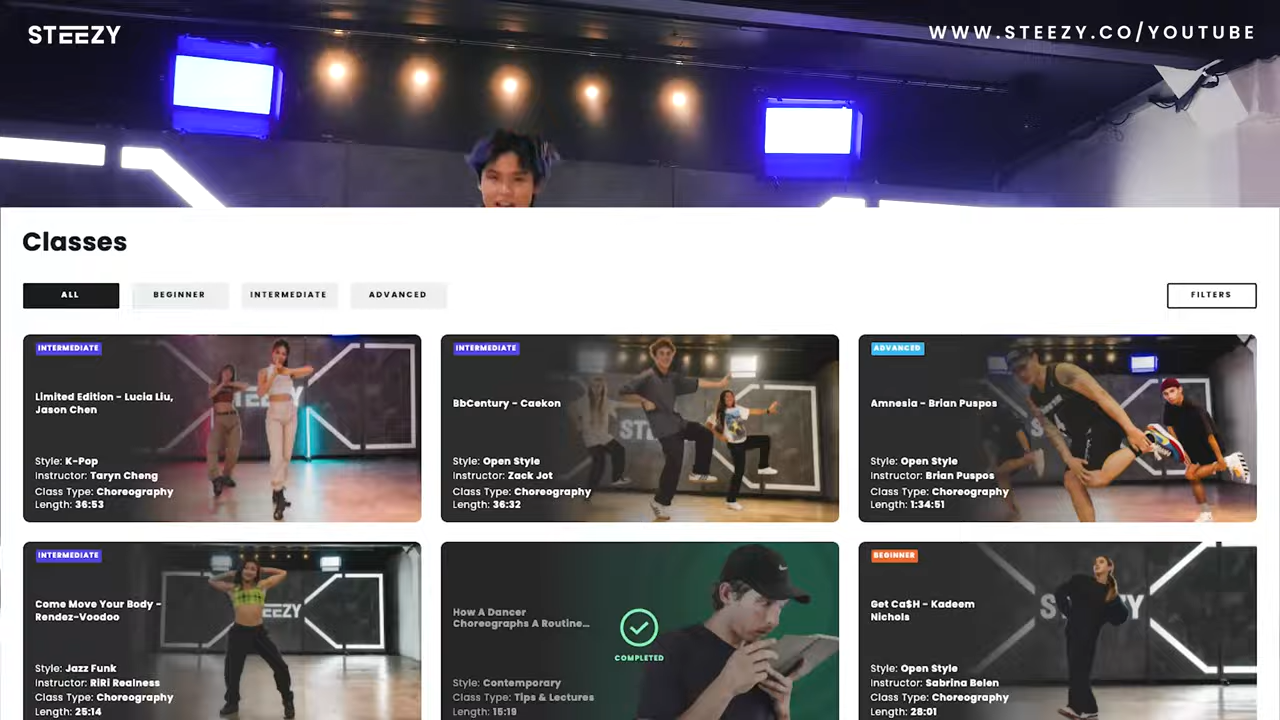 STEEZY
WWW.STEEZY.CO/YOUTUBE
Classes
ALL
BEGINNER
INTERMEDIATE
ADVANCED
FILTERS
INTERMEDIATE
Limited Edition - Lucia Liu,
Jason Chen
Style: K-Pop
Instructor: Taryn Cheng
Class Type: Choreography
Length: 36:53
INTERMEDIATE
BbCentury - Caekon
Style: Open Style
Instructor: Zack Jot
Class Type: Choreography
Length: 36:32
ADVANCED
Amnesia - Brian Puspos
Style: Open Style
Instructor: Brian Puspos
Class Type: Choreography
Length: 1:34:51
INTERMEDIATE
Come Move Your Body -
Rendez-Voodoo
Style: Jazz Funk
Instructor: RiRi Realness
Class Type: Choreography
Length: 25:14
How A Dancer
Choreographs A Routine...
COMPLETED
Style: Contemporary
Class Type: Tips & Lectures
Length: 15:19
BEGINNER
Get Ca$H - Kadeem
Nichols
Style: Open Style
Instructor: Sabrina Belen
Class Type: Choreography
Length: 28:01